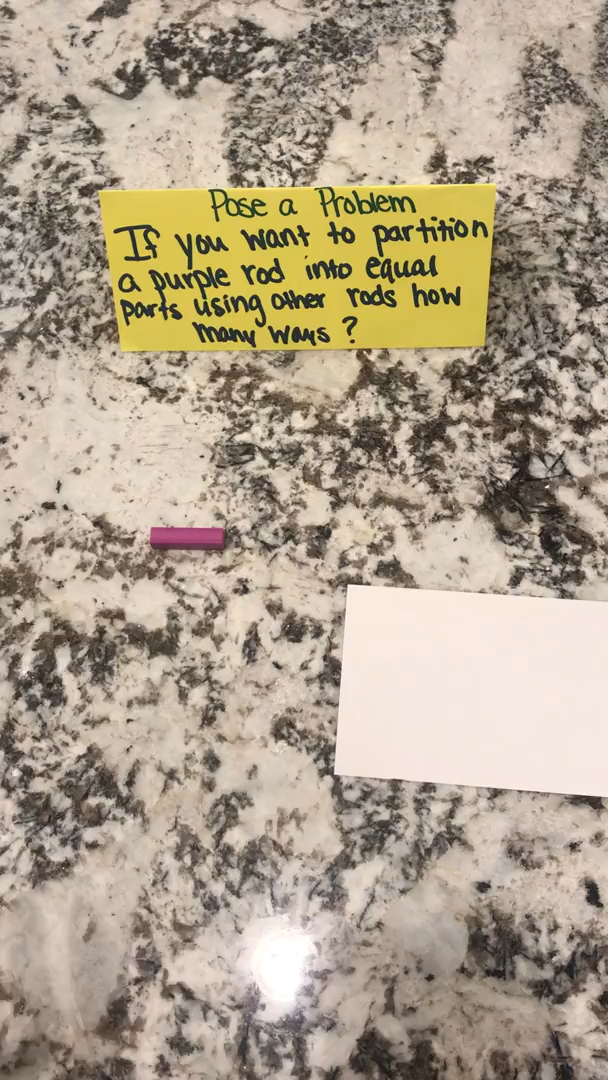 Pose a Problem
If you want to partition
a purple rod into equal
parts using other rods how
many ways ?